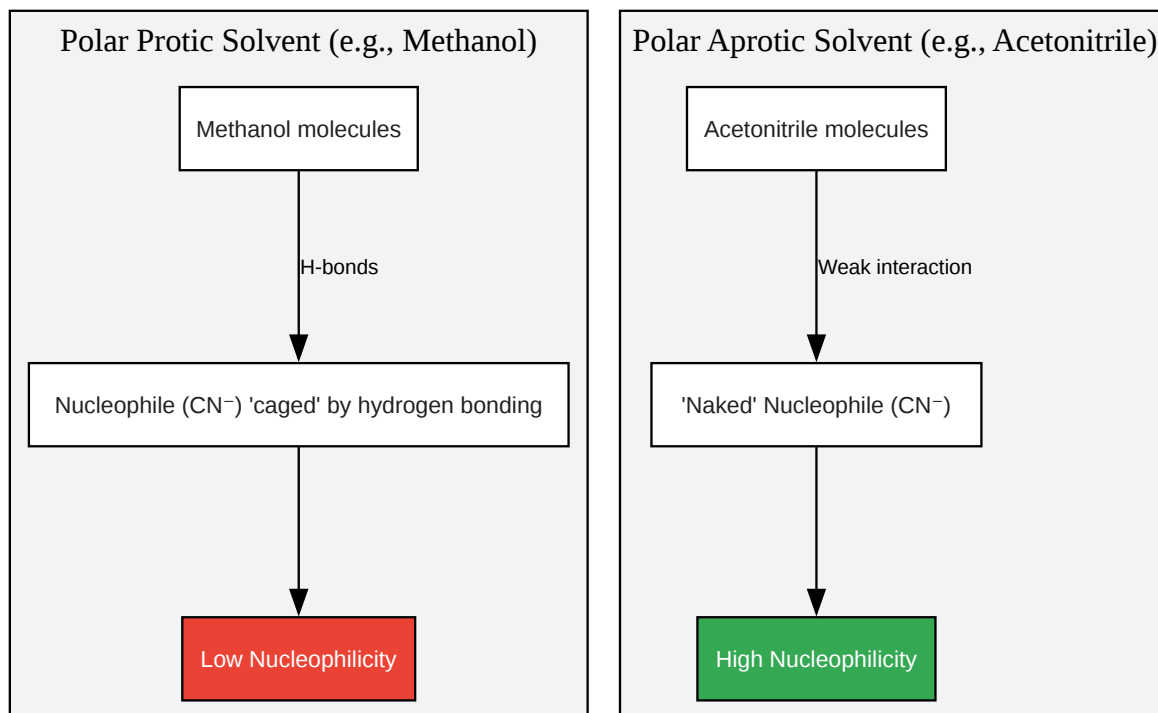 Polar Protic Solvent (e.g., Methanol)
Methanol molecules
H-bonds
Nucleophile (CN⁻) 'caged' by hydrogen bonding
Low Nucleophilicity
Polar Aprotic Solvent (e.g., Acetonitrile)
Acetonitrile molecules
Weak interaction
'Naked' Nucleophile (CN⁻)
High Nucleophilicity